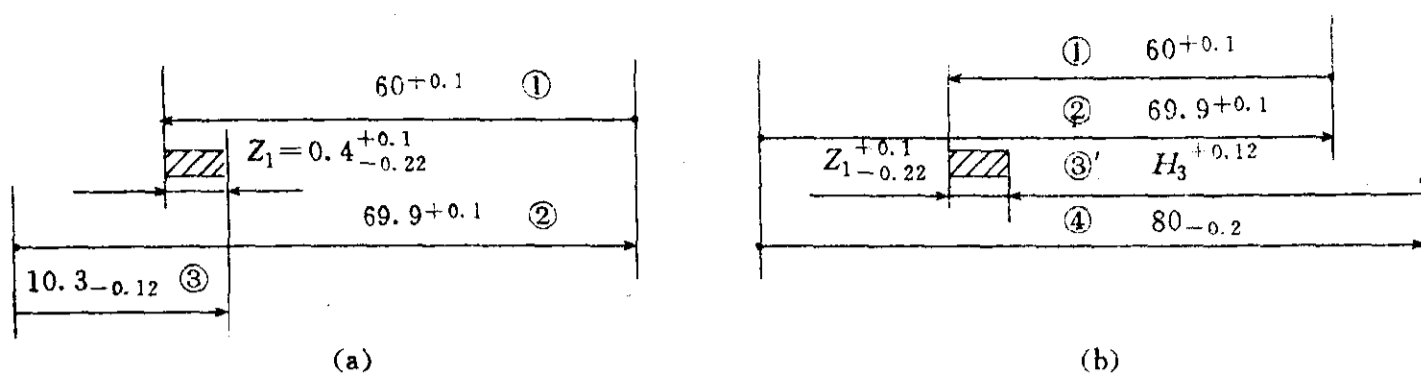 60+0.1 ①
Z₁=0.4+0.1−0.22
69.9+0.1 ②
10.3−0.12 ③
(a)
① 60+0.1
② 69.9+0.1
Z₁+0.1−0.22 ③' H₃+0.12
④ 80−0.2
(b)